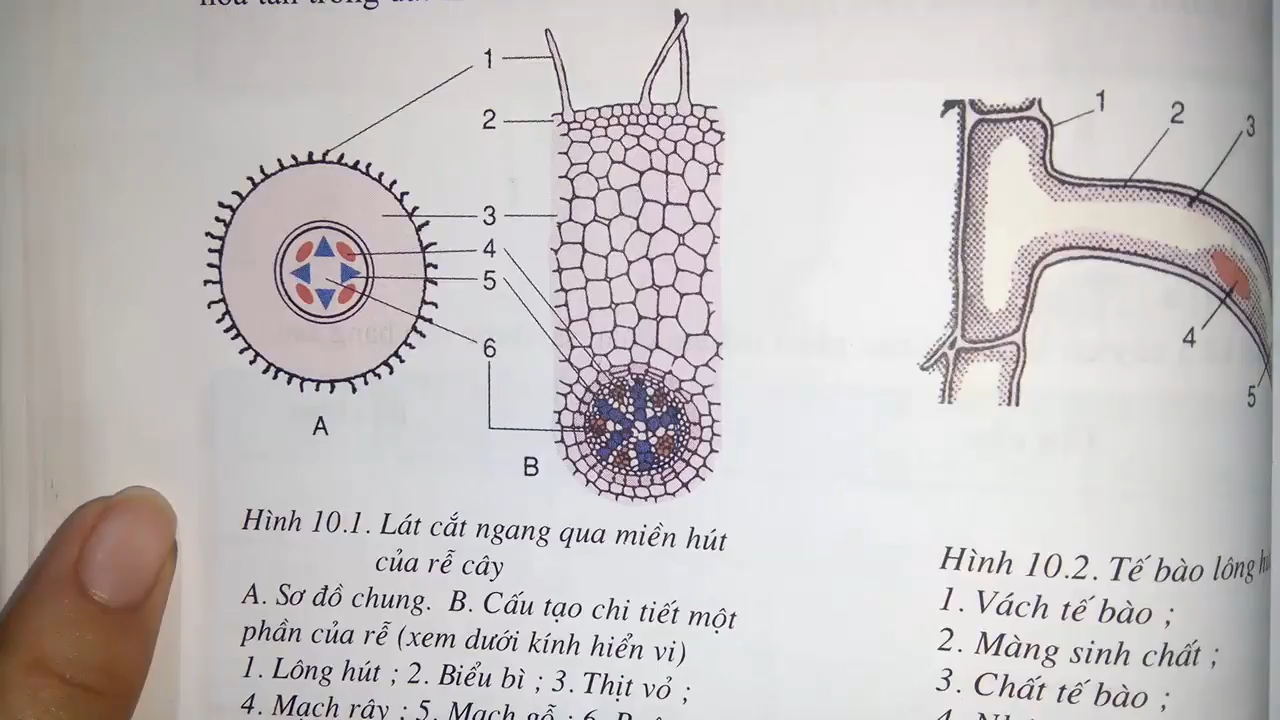 1
2
3
4
5
6
A
B
Hình 10.1. Lát cắt ngang qua miền hút
của rễ cây
A. Sơ đồ chung. B. Cấu tạo chi tiết một
phần của rễ (xem dưới kính hiển vi)
1. Lông hút ; 2. Biểu bì ; 3. Thịt vỏ ;
4. Mạch rây ; 5. Mạch gỗ ; 6.
1
2
3
4
5
Hình 10.2. Tế bào lông
1. Vách tế bào ;
2. Màng sinh chất ;
3. Chất tế bào ;